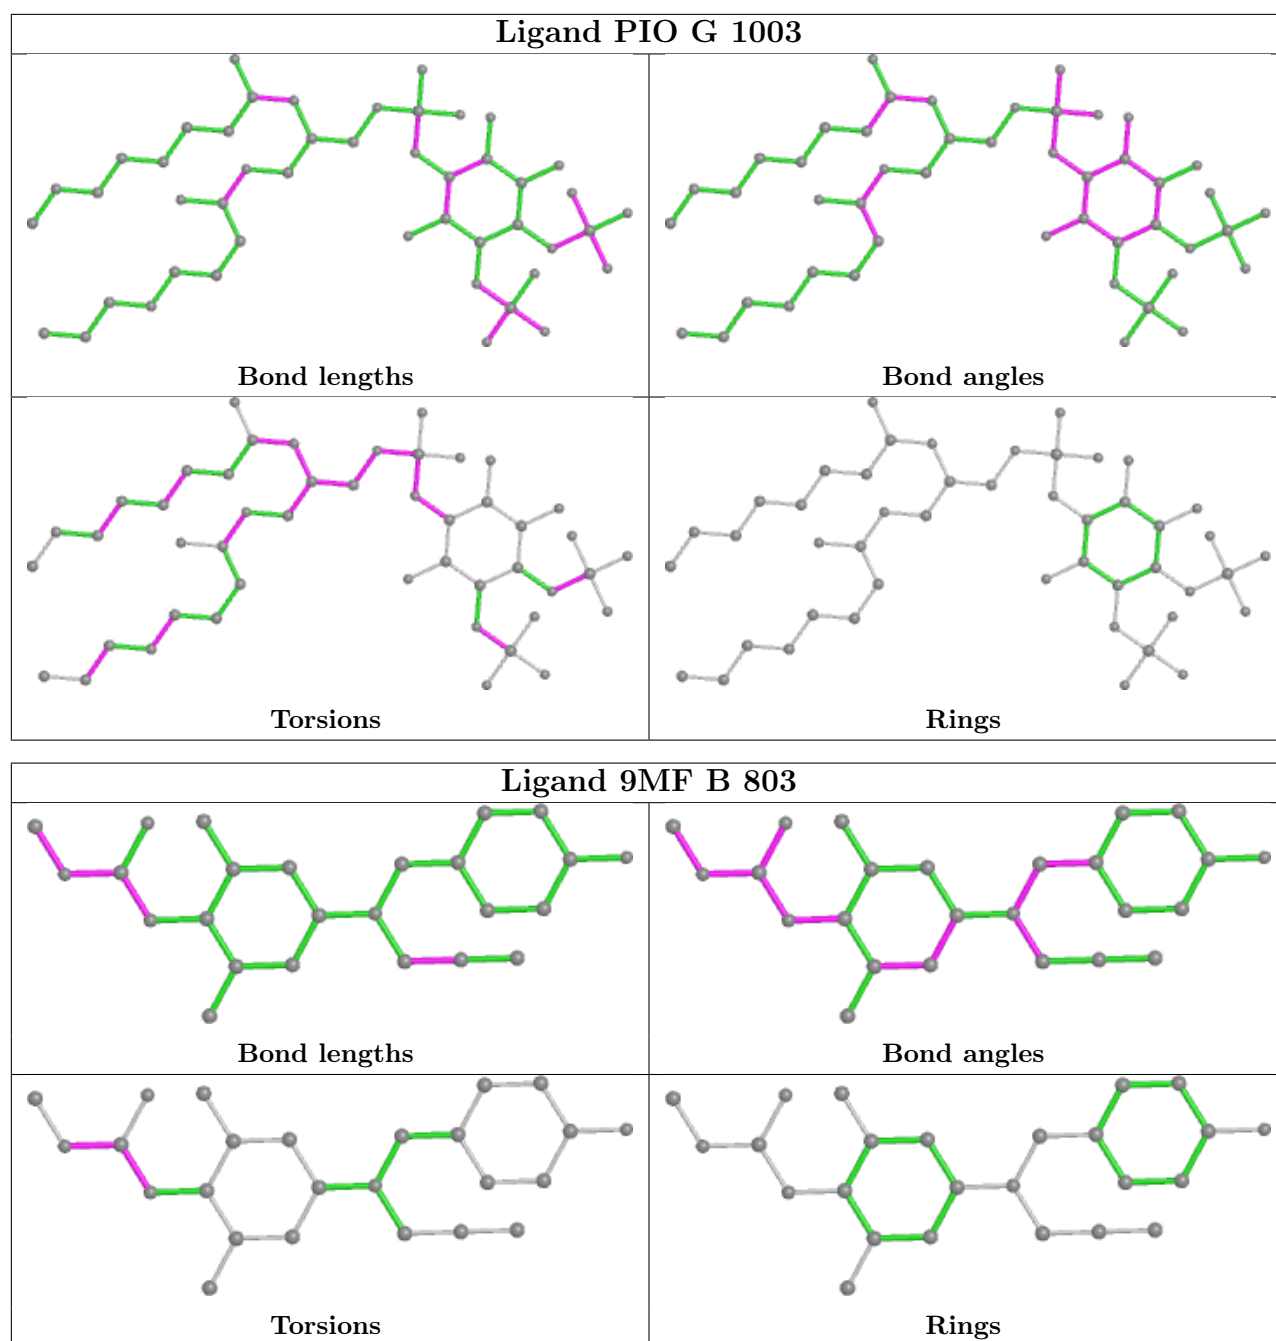 Ligand PIO G 1003
Bond lengths
Bond angles
Torsions
Rings
Ligand 9MF B 803
Bond lengths
Bond angles
Torsions
Rings